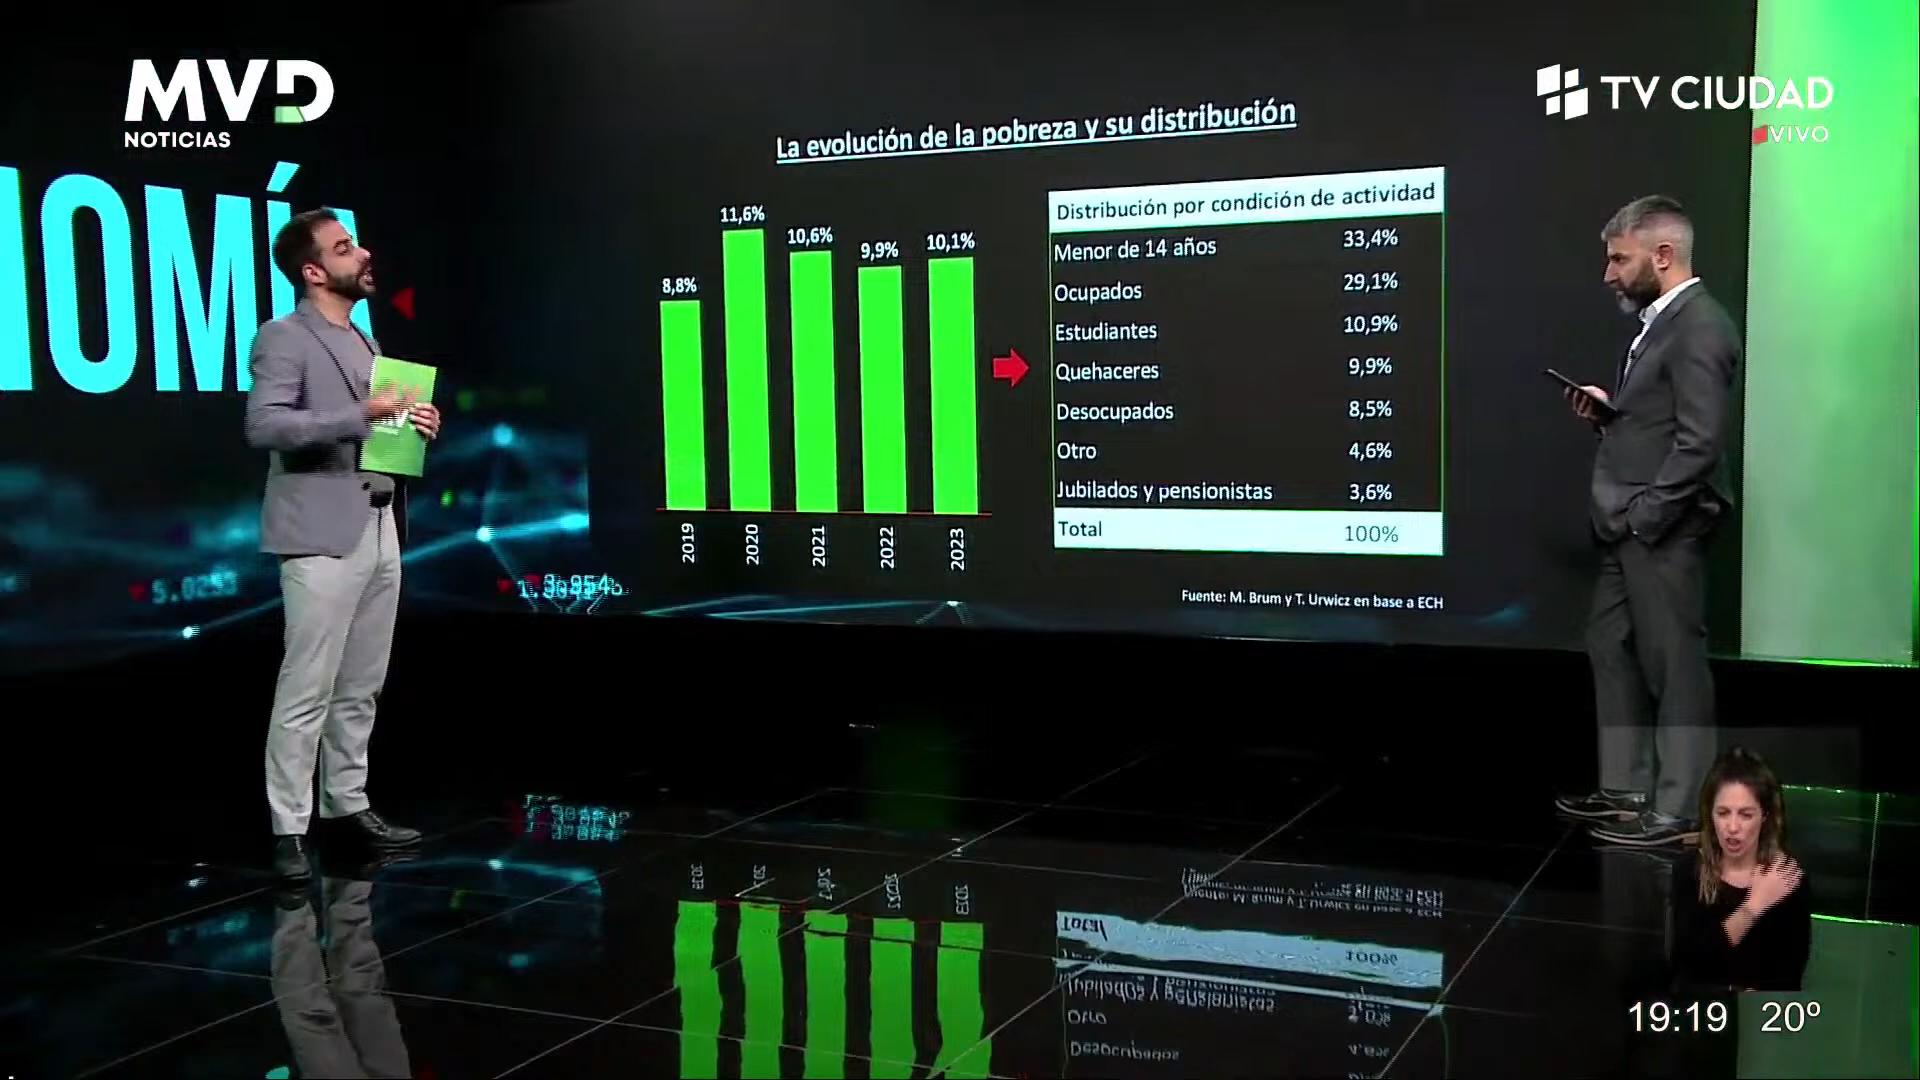 MVD
NOTICIAS
TV CIUDAD
VIVO
NOMÍA
La evolución de la pobreza y su distribución
8,8%
11,6%
10,6%
9,9%
10,1%
2019
2020
2021
2022
2023
Distribución por condición de actividad
Menor de 14 años 33,4%
Ocupados 29,1%
Estudiantes 10,9%
Quehaceres 9,9%
Desocupados 8,5%
Otro 4,6%
Jubilados y pensionistas 3,6%
Total 100%
Fuente: M. Brum y T. Urwicz en base a ECH
5.0293
19:19 20º